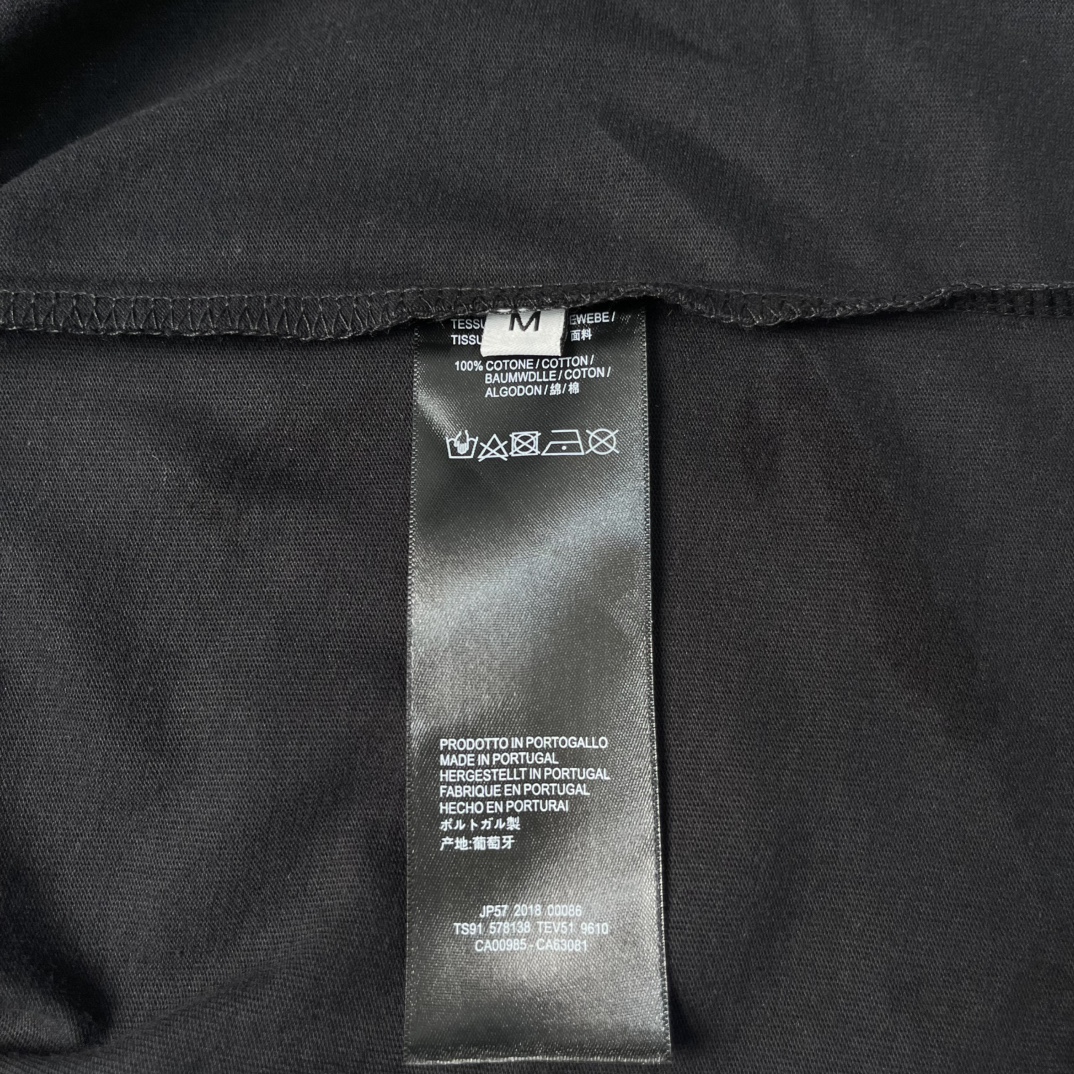 M
EWEBE/
面料
100% COTONE/COTTON/
BAUMWDLLE/COTON/
ALGODON/綿/棉
PRODOTTO IN PORTOGALLO
MADE IN PORTUGAL
HERGESTELLT IN PORTUGAL
FABRIQUE EN PORTUGAL
HECHO EN PORTURAI
ポルトガル製
产地:葡萄牙
JP57 2018 00086
TS91 578138 TEV51 9610
CA00985-CA63081